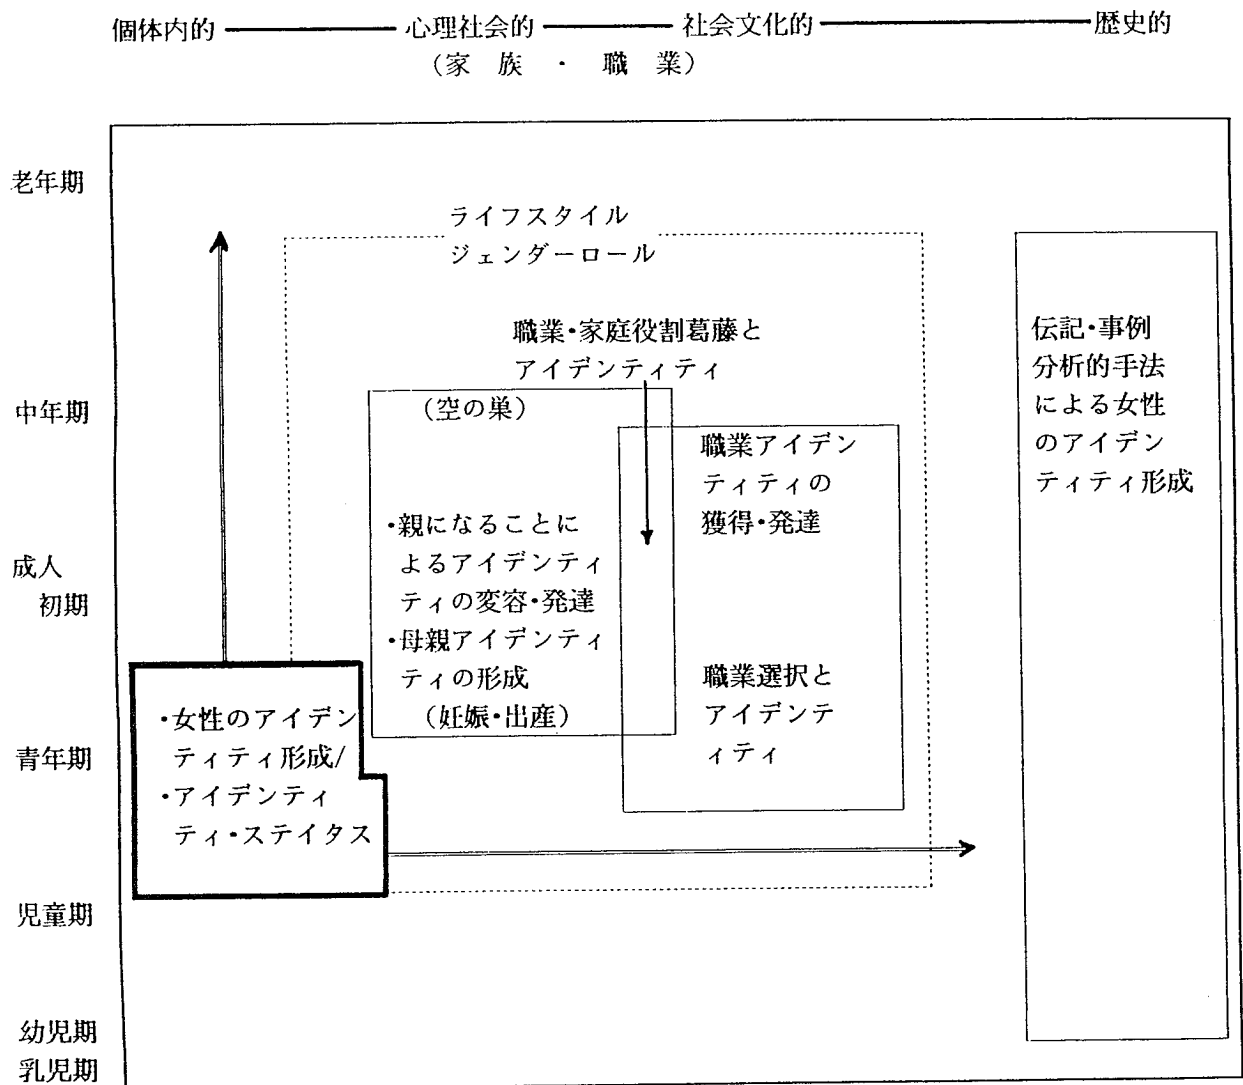 個体内的 心理社会的 社会文化的 歴史的
(家族・職業)
老年期
ライフスタイル
ジェンダーロール
職業・家庭役割葛藤と
アイデンティティ
伝記・事例
分析的手法
による女性
のアイデン
ティティ形成
中年期
(空の巣)
職業アイデン
ティティの
獲得・発達
・親になることに
よるアイデンティ
ティの変容・発達
・母親アイデンティ
ティの形成
(妊娠・出産)
成人
初期
職業選択と
アイデンテ
ィティ
・女性のアイデン
ティティ形成/
・アイデンティ
ティ・ステイタス
青年期
児童期
幼児期
乳児期